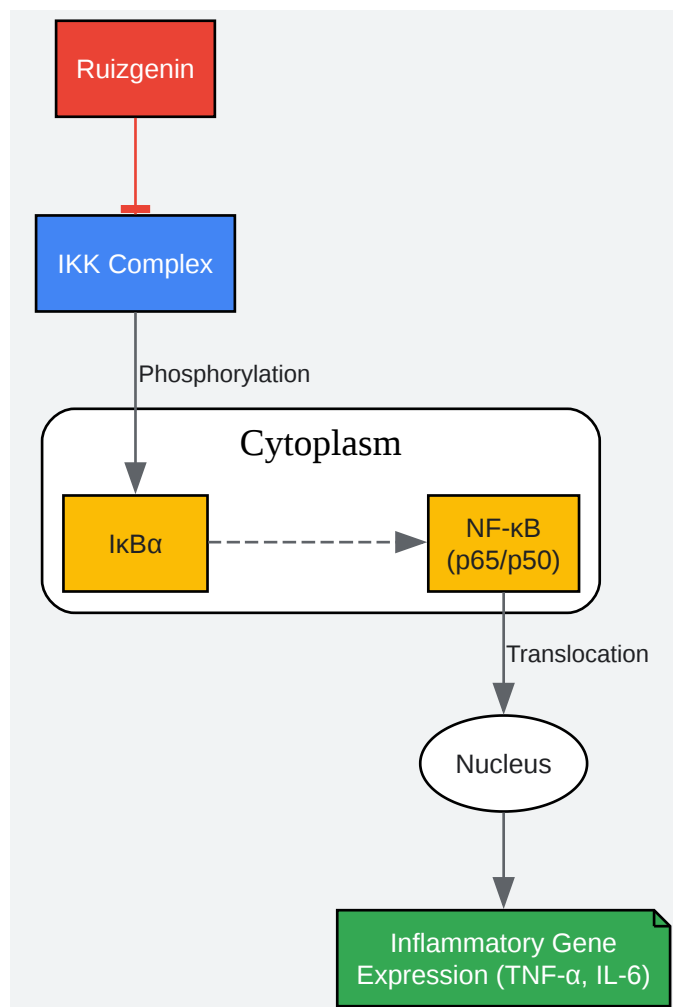 Ruizgenin
IKK Complex
Phosphorylation
Cytoplasm
IκBα
NF-κB
(p65/p50)
Translocation
Nucleus
Inflammatory Gene
Expression (TNF-α, IL-6)